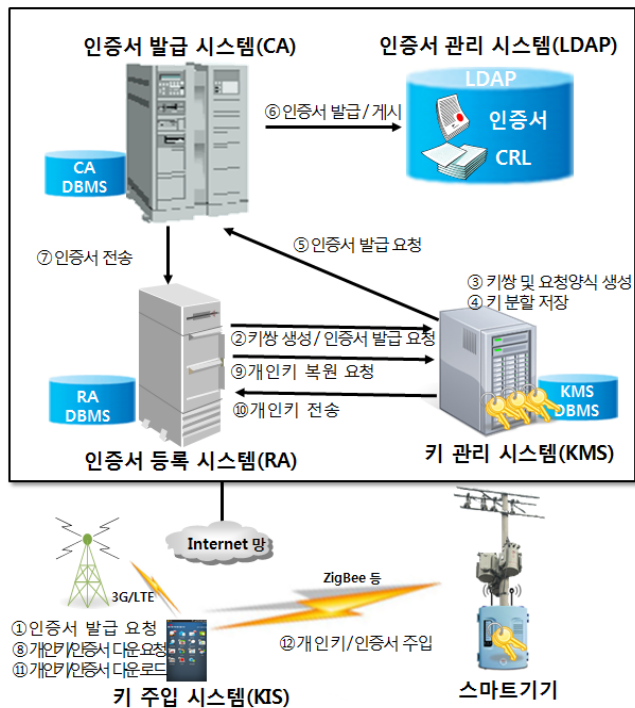 인증서 발급 시스템(CA)
인증서 관리 시스템(LDAP)
LDAP
⑥인증서 발급/게시
인증서
CRL
CA
DBMS
⑤인증서 발급 요청
⑦인증서 전송
③ 키쌍 및 요청양식 생성
④ 키 분할 저장
②키쌍 생성/인증서 발급 요청
⑨개인키 복원 요청
RA
DBMS
⑩개인키 전송
KMS
DBMS
인증서 등록 시스템(RA)
키 관리 시스템(KMS)
Internet 망
ZigBee 등
3G/LTE
①인증서 발급 요청
⑧개인키/인증서 다운요청
⑪개인키/인증서 다운로드
⑫개인키/인증서 주입
키 주입 시스템(KIS)
스마트기기